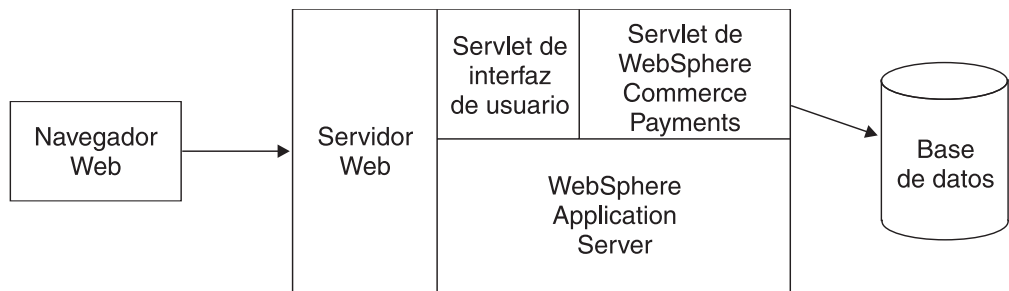 Navegador
Web
Servidor
Web
Servlet de
interfaz
de usuario
Servlet de
WebSphere
Commerce
Payments
WebSphere
Application
Server
Base
de datos